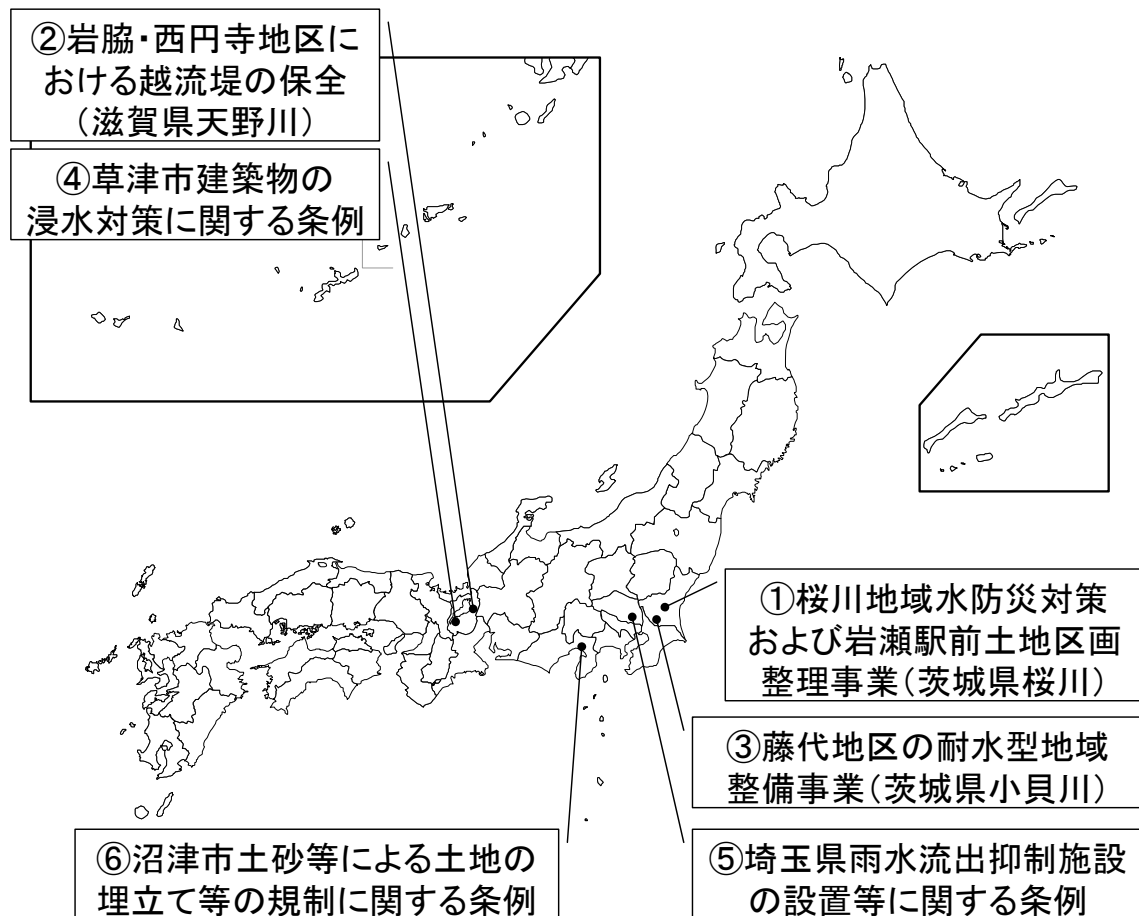 ②岩脇・西円寺地区に
おける越流堤の保全
(滋賀県天野川)
④草津市建築物の
浸水対策に関する条例
①桜川地域水防災対策
および岩瀬駅前土地区画
整理事業(茨城県桜川)
③藤代地区の耐水型地域
整備事業(茨城県小貝川)
⑥沼津市土砂等による土地の
埋立て等の規制に関する条例
⑤埼玉県雨水流出抑制施設
の設置等に関する条例